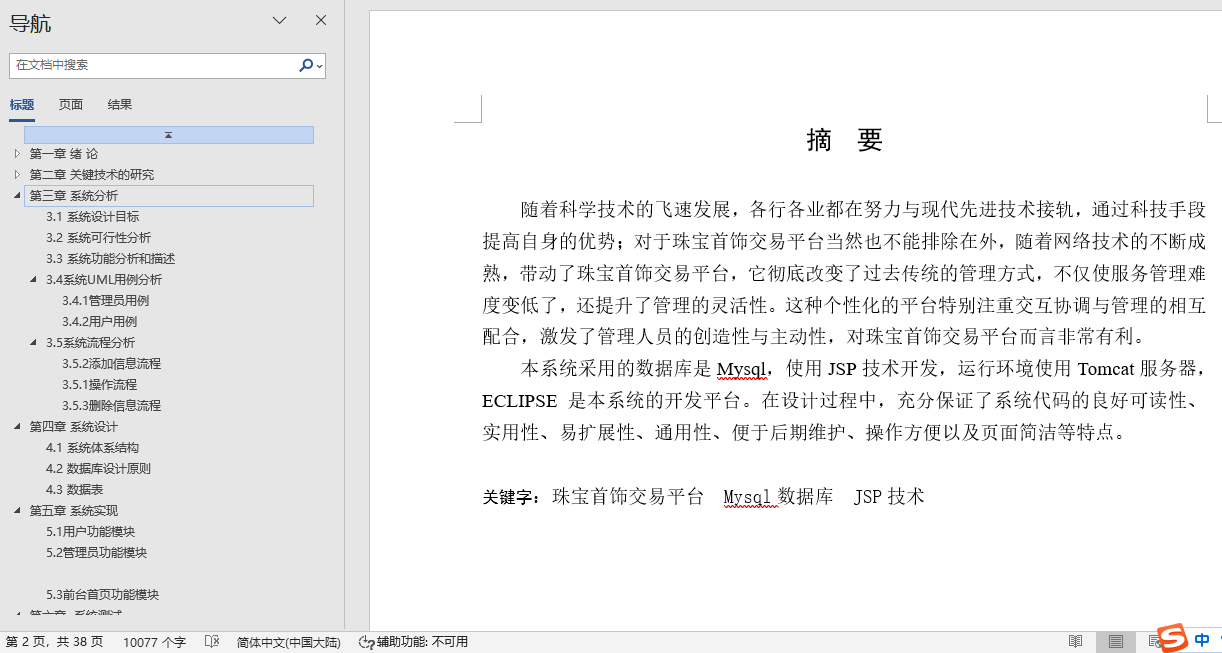 导航
在文档中搜索
标题 页面 结果
第一章 绪 论
第二章 关键技术的研究
第三章 系统分析
3.1 系统设计目标
3.2 系统可行性分析
3.3 系统功能分析和描述
3.4系统UML用例分析
3.4.1管理员用例
3.4.2用户用例
3.5系统流程分析
3.5.2添加信息流程
3.5.1操作流程
3.5.3删除信息流程
第四章 系统设计
4.1 系统体系结构
4.2 数据库设计原则
4.3 数据表
第五章 系统实现
5.1用户功能模块
5.2管理员功能模块
5.3前台首页功能模块
第六章 系统测试
摘 要
随着科学技术的飞速发展，各行各业都在努力与现代先进技术接轨，通过科技手段
提高自身的优势；对于珠宝首饰交易平台当然也不能排除在外，随着网络技术的不断成
熟，带动了珠宝首饰交易平台，它彻底改变了过去传统的管理方式，不仅使服务管理难
度变低了，还提升了管理的灵活性。这种个性化的平台特别注重交互协调与管理的相互
配合，激发了管理人员的创造性与主动性，对珠宝首饰交易平台而言非常有利。
本系统采用的数据库是 Mysql，使用 JSP 技术开发，运行环境使用 Tomcat 服务器，
ECLIPSE 是本系统的开发平台。在设计过程中，充分保证了系统代码的良好可读性、
实用性、易扩展性、通用性、便于后期维护、操作方便以及页面简洁等特点。
关键字：珠宝首饰交易平台 Mysql数据库 JSP 技术
第 2 页，共 38 页 10077 个字 简体中文(中国大陆) 辅助功能: 不可用
中